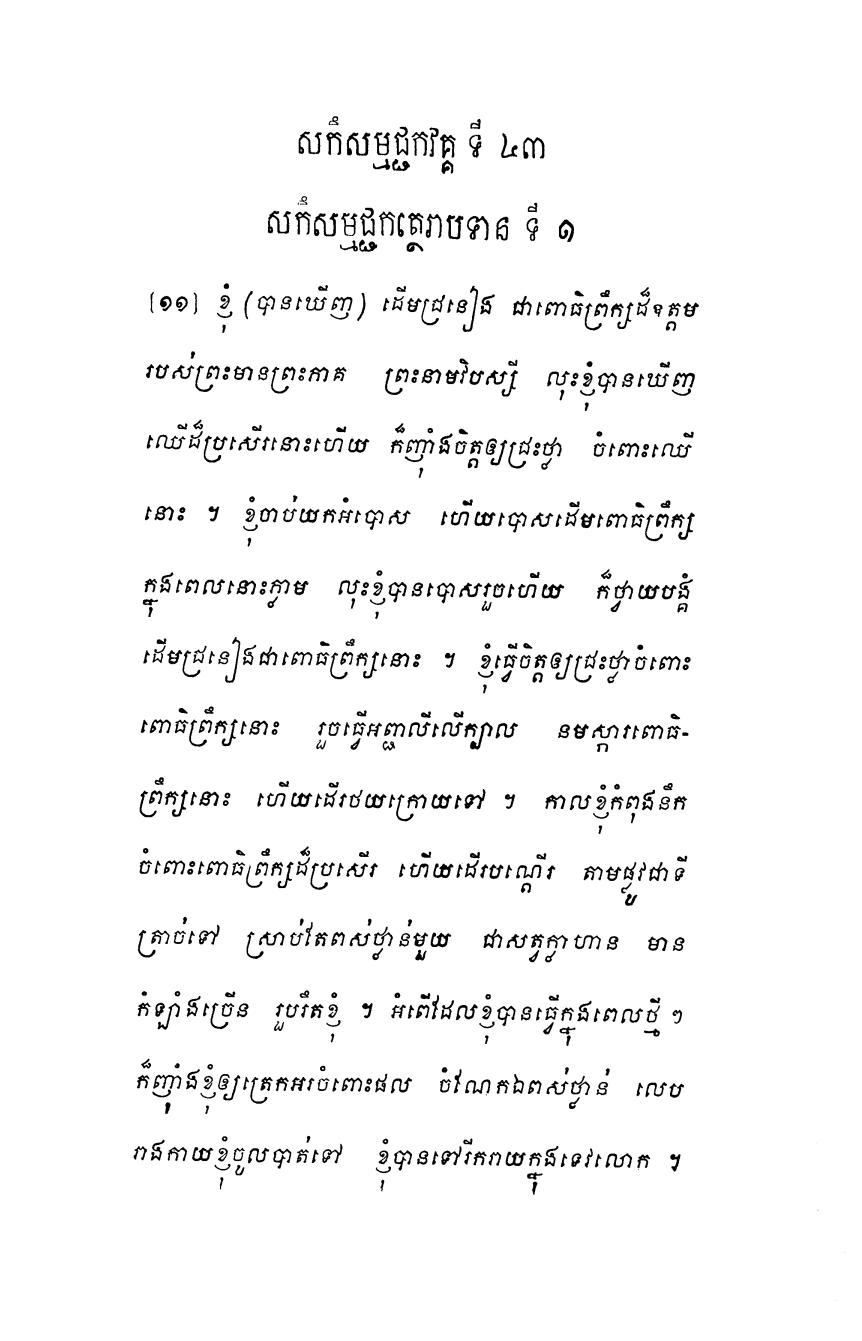 សកឹសម្មជ្ជកវគ្គ ទី ៤៣
សកឹសម្មជ្ជកត្ថេរាបទាន ទី ១
[១១] ខ្ញុំ (បានឃើញ) ដើមជ្រនៀង ជាពោធិព្រឹក្សដ៏ឧត្តម
របស់ព្រះមានព្រះភាគ ព្រះនាមវិបស្សី លុះខ្ញុំបានឃើញ
ឈើដ៏ប្រសើរនោះហើយ ក៏ញ៉ាំងចិត្តឲ្យជ្រះថ្លា ចំពោះឈើ
នោះ ។ ខ្ញុំចាប់យកអំបោស ហើយបោសដើមពោធិព្រឹក្ស
ក្នុងពេលនោះភ្លាម លុះខ្ញុំបានបោសរួចហើយ ក៏ថ្វាយបង្គំ
ដើមជ្រនៀងជាពោធិព្រឹក្សនោះ ។ ខ្ញុំធ្វើចិត្តឲ្យជ្រះថ្លាចំពោះ
ពោធិព្រឹក្សនោះ រួចធ្វើអញ្ជាលីលើក្បាល នមស្ការពោធិ-
ព្រឹក្សនោះ ហើយដើរថយក្រោយទៅ ។ កាលខ្ញុំកំពុងនឹក
ចំពោះពោធិព្រឹក្សដ៏ប្រសើរ ហើយដើរបណ្តើរ តាមផ្លូវជាទី
ត្រាច់ទៅ ស្រាប់តែពស់ថ្លាន់មួយ ជាសត្វក្លាហាន មាន
កំឡាំងច្រើន រួបរឹតខ្ញុំ ។ អំពើដែលខ្ញុំបានធ្វើក្នុងពេលថ្មី ៗ
ក៏ញ៉ាំងខ្ញុំឲ្យត្រេកអរចំពោះផល ចំណែកឯពស់ថ្លាន់ លេប
រាងកាយខ្ញុំចូលបាត់ទៅ ខ្ញុំបានទៅរីករាយក្នុងទេវលោក ។